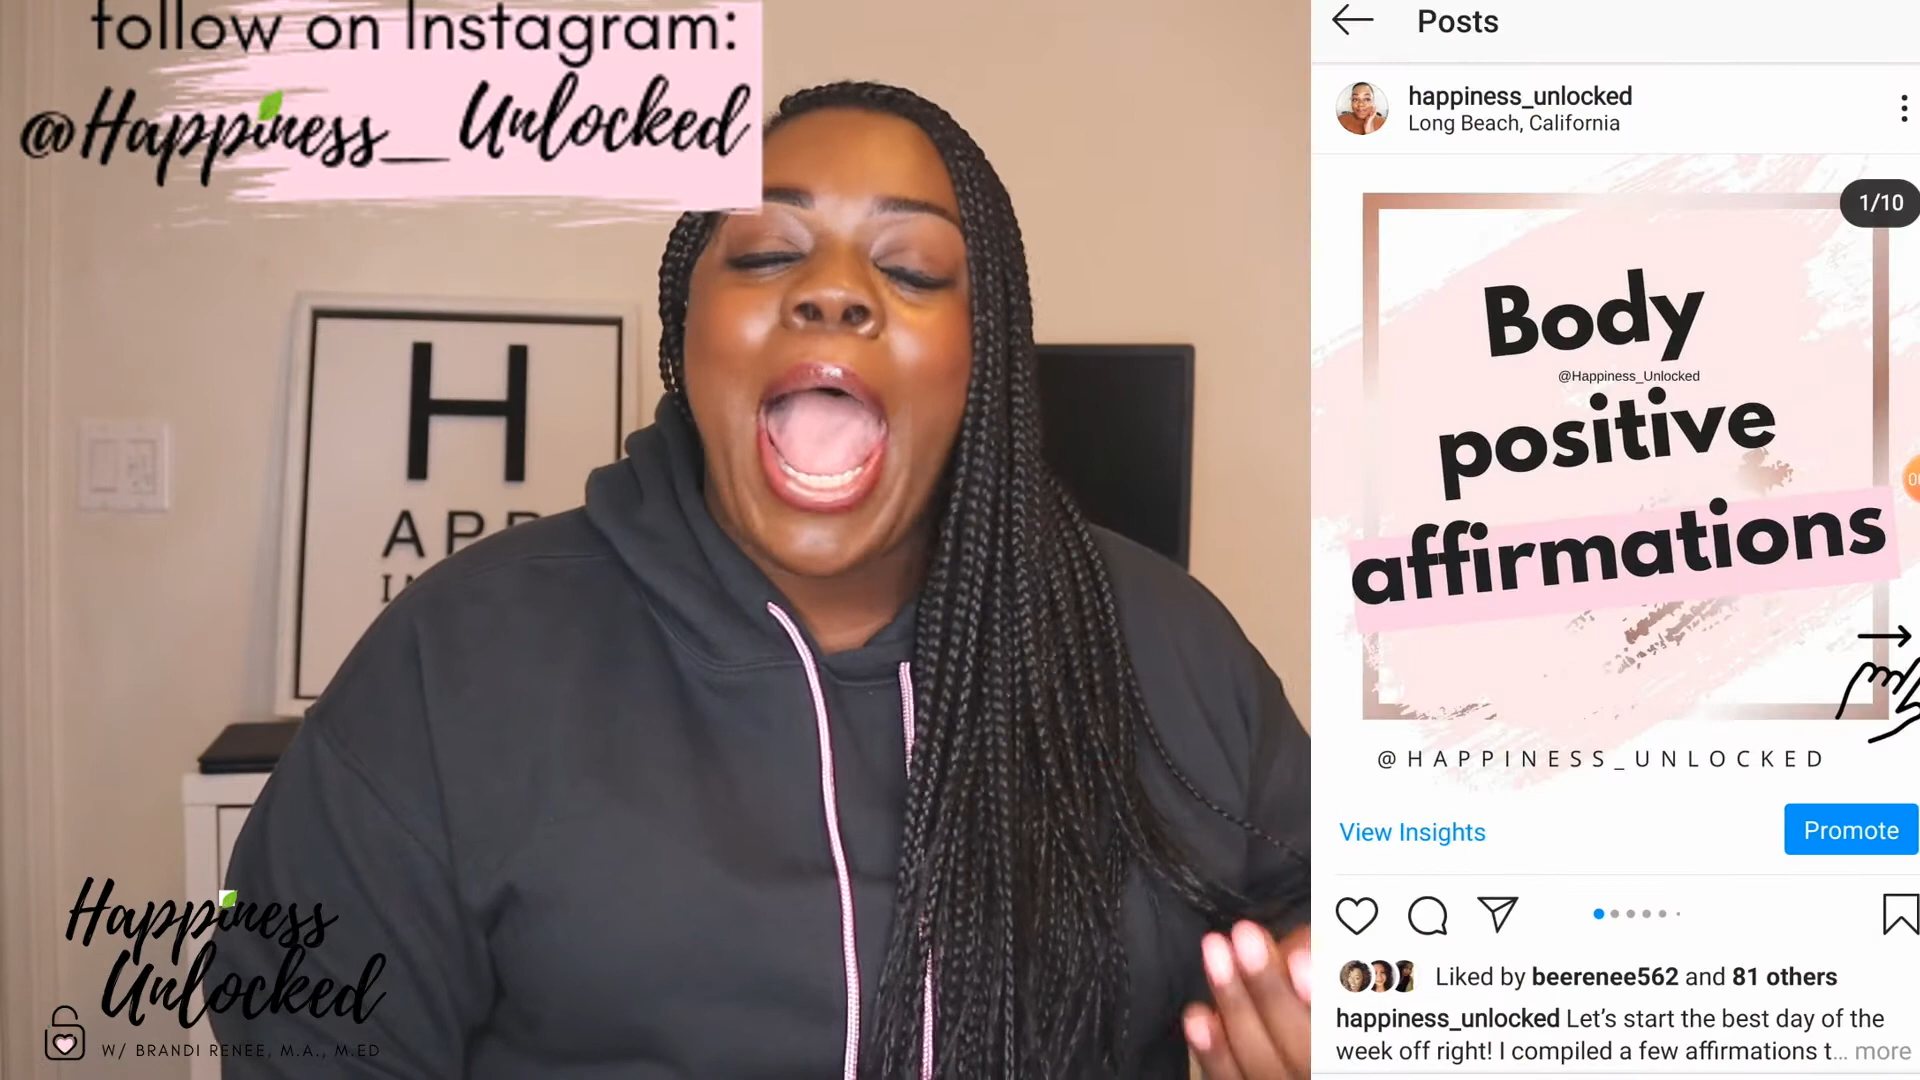 follow on Instagram:
@Happiness_Unlocked
H
APP
Happiness
Unlocked
W/ BRANDI RENEE, M.A., M.ED
Posts
happiness_unlocked
Long Beach, California
1/10
Body
@Happiness_Unlocked
positive
affirmations
@HAPPINESS_UNLOCKED
View Insights
Promote
Liked by beerenee562 and 81 others
happiness_unlocked Let’s start the best day of the
week off right! I compiled a few affirmations t... more